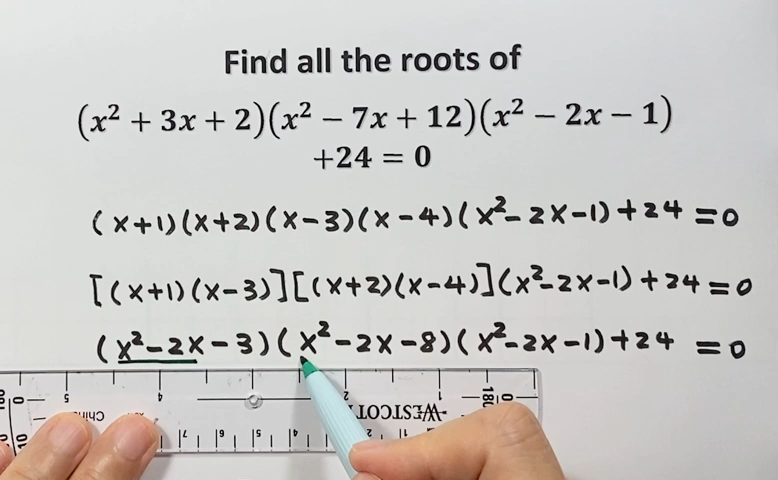 Find all the roots of
(x² + 3x + 2)(x² − 7x + 12)(x² − 2x − 1)
+24 = 0
(x+1)(x+2)(x−3)(x−4)(x²−2x−1)+24=0
[(x+1)(x−3)][(x+2)(x−4)](x²−2x−1)+24=0
(x²−2x−3)(x²−2x−8)(x²−2x−1)+24=0
WESTCOTT